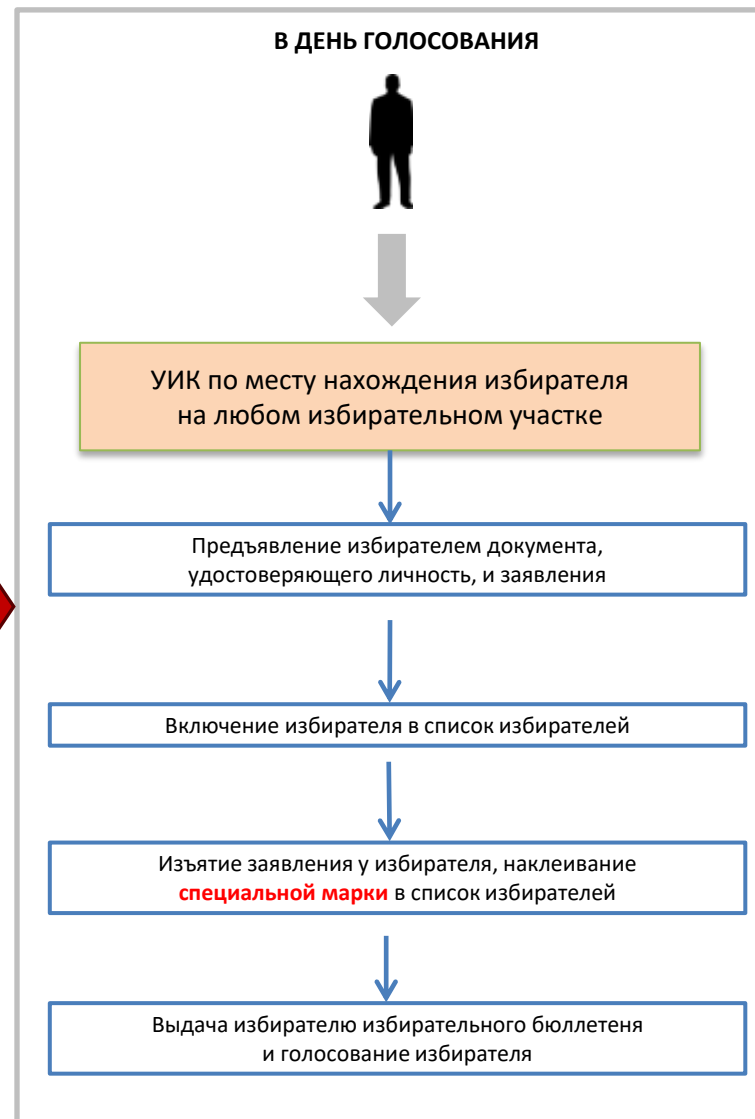 В ДЕНЬ ГОЛОСОВАНИЯ
УИК по месту нахождения избирателя
на любом избирательном участке
Предъявление избирателем документа,
удостоверяющего личность, и заявления
Включение избирателя в список избирателей
Изъятие заявления у избирателя, наклеивание
специальной марки в список избирателей
Выдача избирателю избирательного бюллетеня
и голосование избирателя